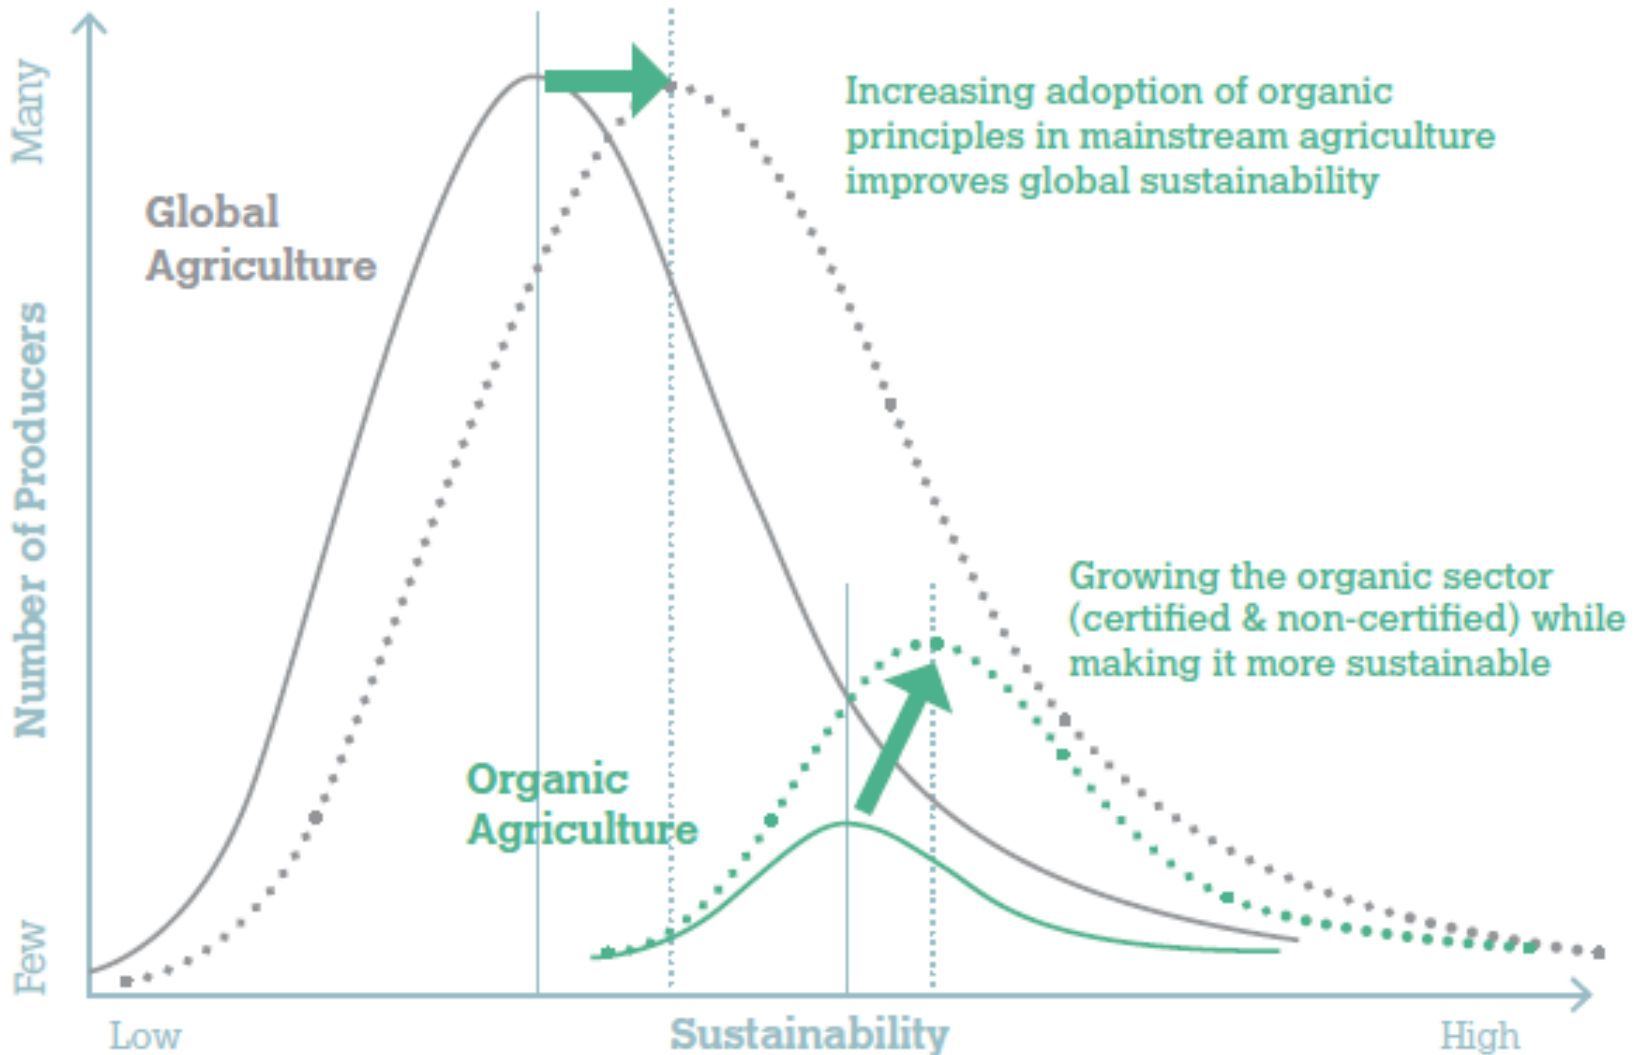 Many
Number of Producers
Few
Global
Agriculture
Increasing adoption of organic
principles in mainstream agriculture
improves global sustainability
Growing the organic sector
(certified & non-certified) while
making it more sustainable
Organic
Agriculture
Low
Sustainability
High